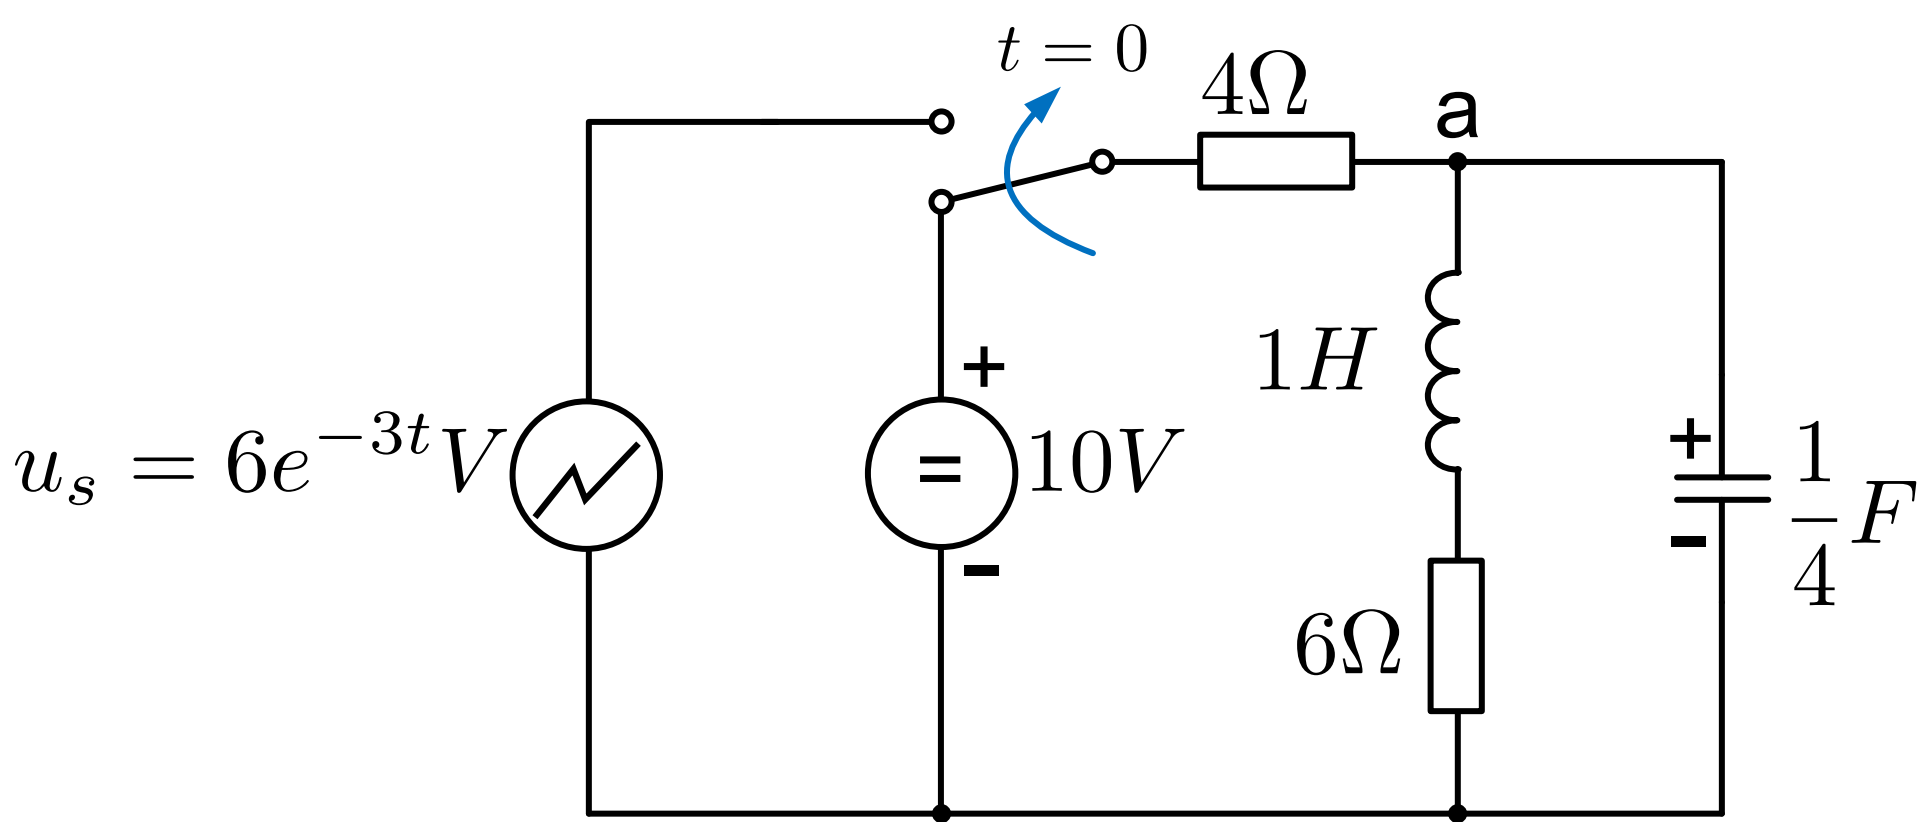 t = 0
4Ω
a
1H
+
+
u_s = 6e^{-3t}V
=
10V
1/4 F
-
-
6Ω